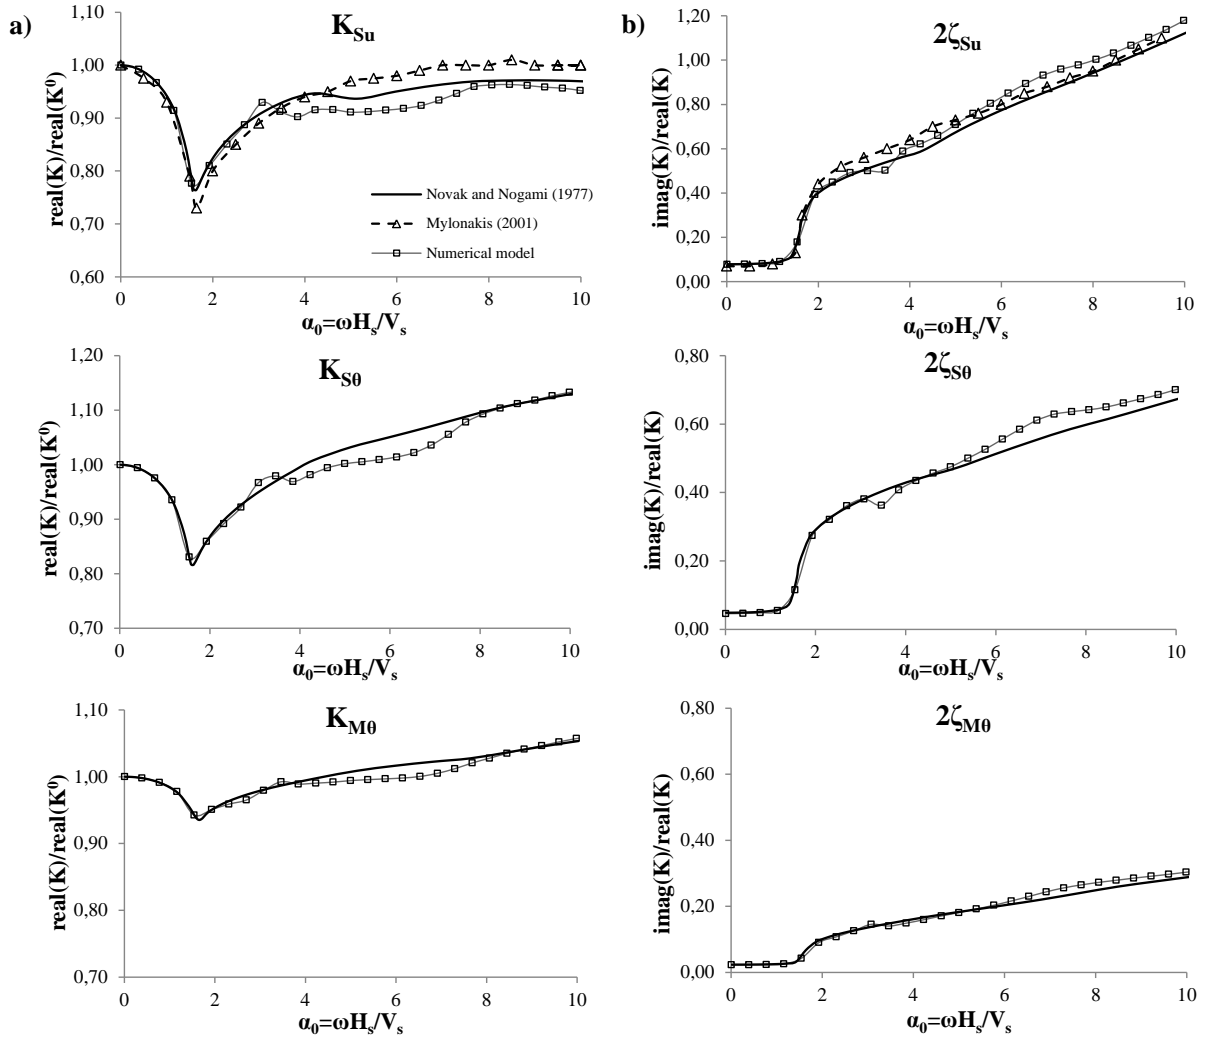 a)
K_Su
real(K)/real(K⁰)
1,20
1,10
1,00
0,90
0,80
0,70
0,60
Novak and Nogami (1977)
Mylonakis (2001)
Numerical model
0 2 4 6 8 10
α₀=ωH_s/V_s
b)
2ζ_Su
imag(K)/real(K)
1,20
1,00
0,80
0,60
0,40
0,20
0,00
0 2 4 6 8 10
α₀=ωH_s/V_s
K_Sθ
real(K)/real(K⁰)
1,20
1,10
1,00
0,90
0,80
0,70
0 2 4 6 8 10
α₀=ωH_s/V_s
2ζ_Sθ
imag(K)/real(K)
0,80
0,60
0,40
0,20
0,00
0 2 4 6 8 10
α₀=ωH_s/V_s
K_Mθ
real(K)/real(K⁰)
1,10
1,00
0,90
0,80
0,70
0 2 4 6 8 10
α₀=ωH_s/V_s
2ζ_Mθ
imag(K)/real(K)
0,80
0,60
0,40
0,20
0,00
0 2 4 6 8 10
α₀=ωH_s/V_s